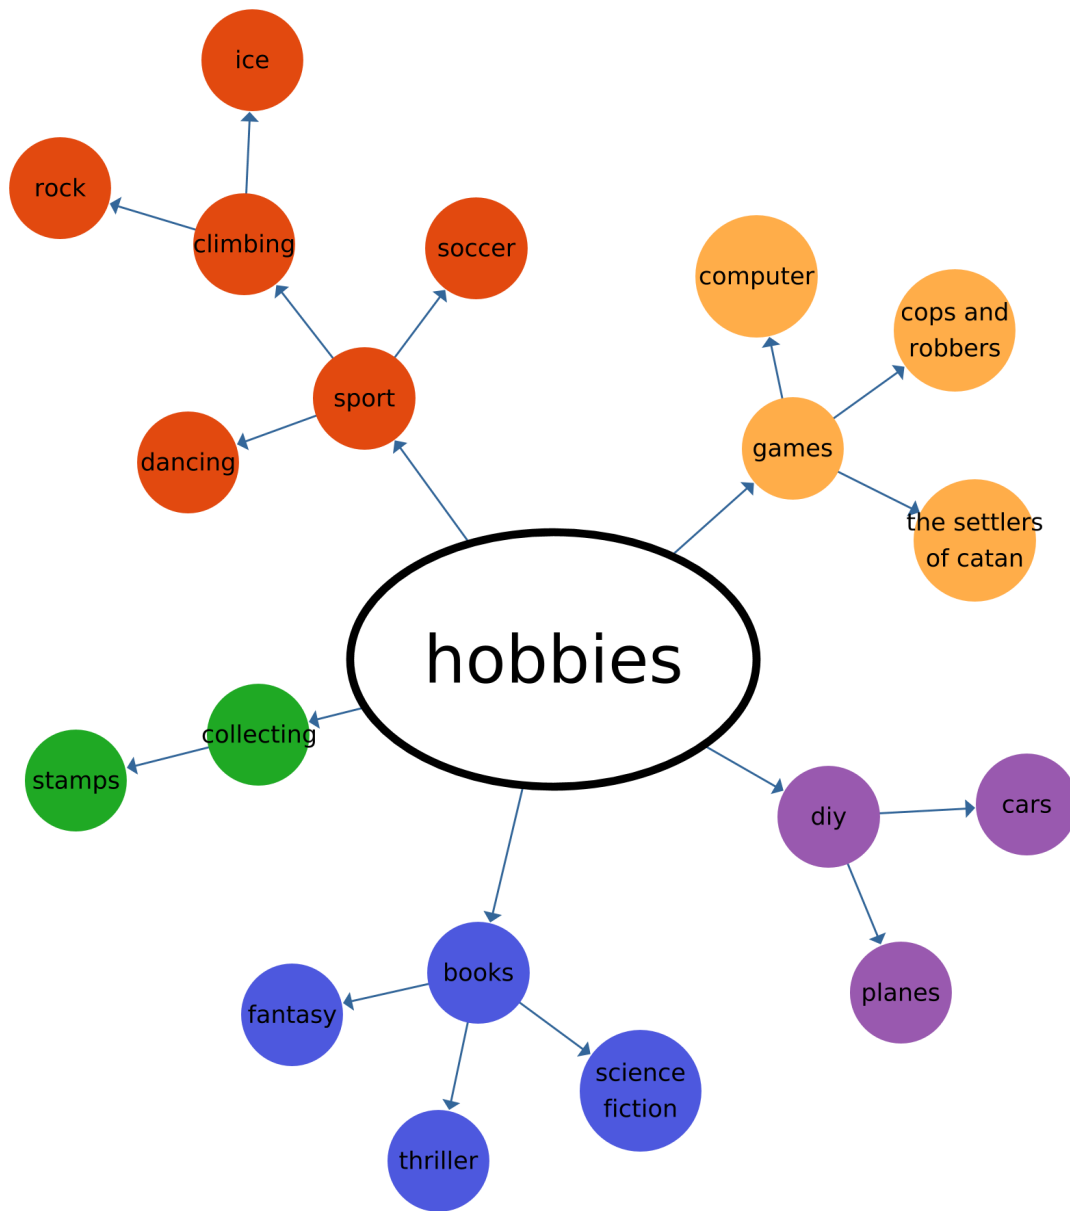 ice
rock
climbing
soccer
sport
dancing
computer
cops and
robbers
games
the settlers
of catan
hobbies
collecting
stamps
diy
cars
planes
books
fantasy
science
fiction
thriller